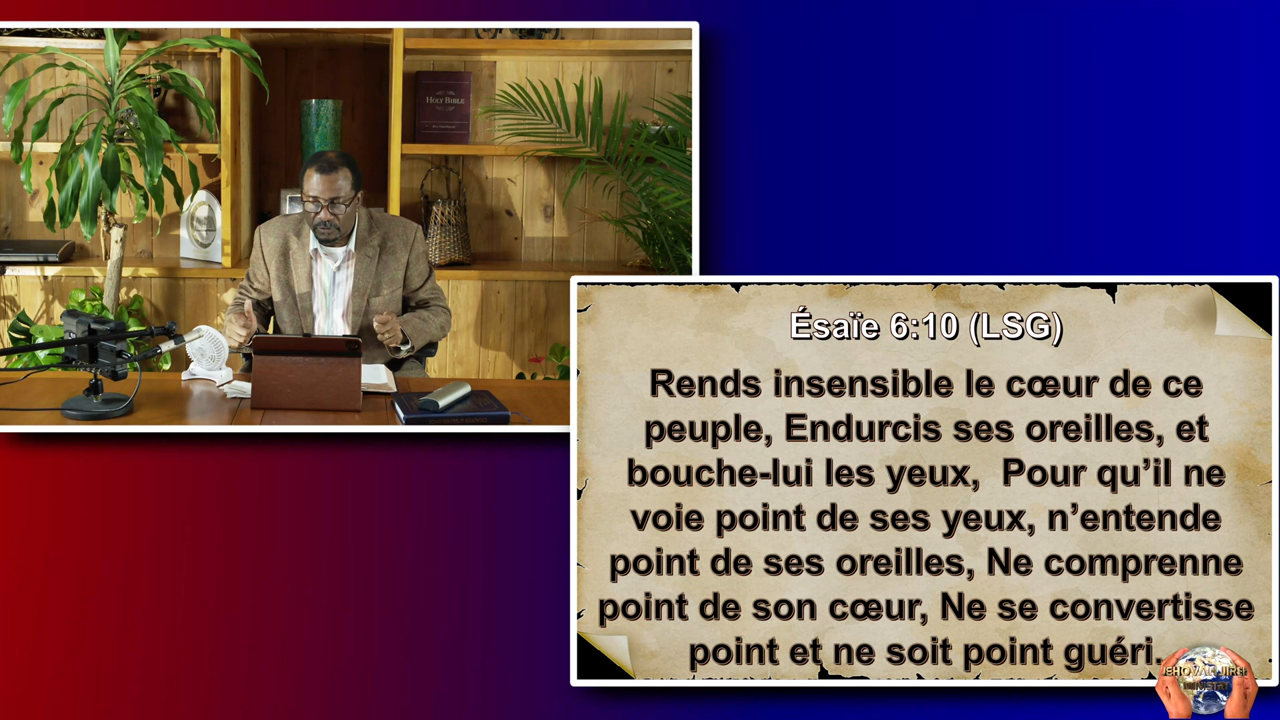 HOLY BIBLE
Ésaïe 6:10 (LSG)
Rends insensible le cœur de ce
peuple, Endurcis ses oreilles, et
bouche-lui les yeux,  Pour qu’il ne
voie point de ses yeux, n’entende
point de ses oreilles, Ne comprenne
point de son cœur, Ne se convertisse
point et ne soit point guéri.